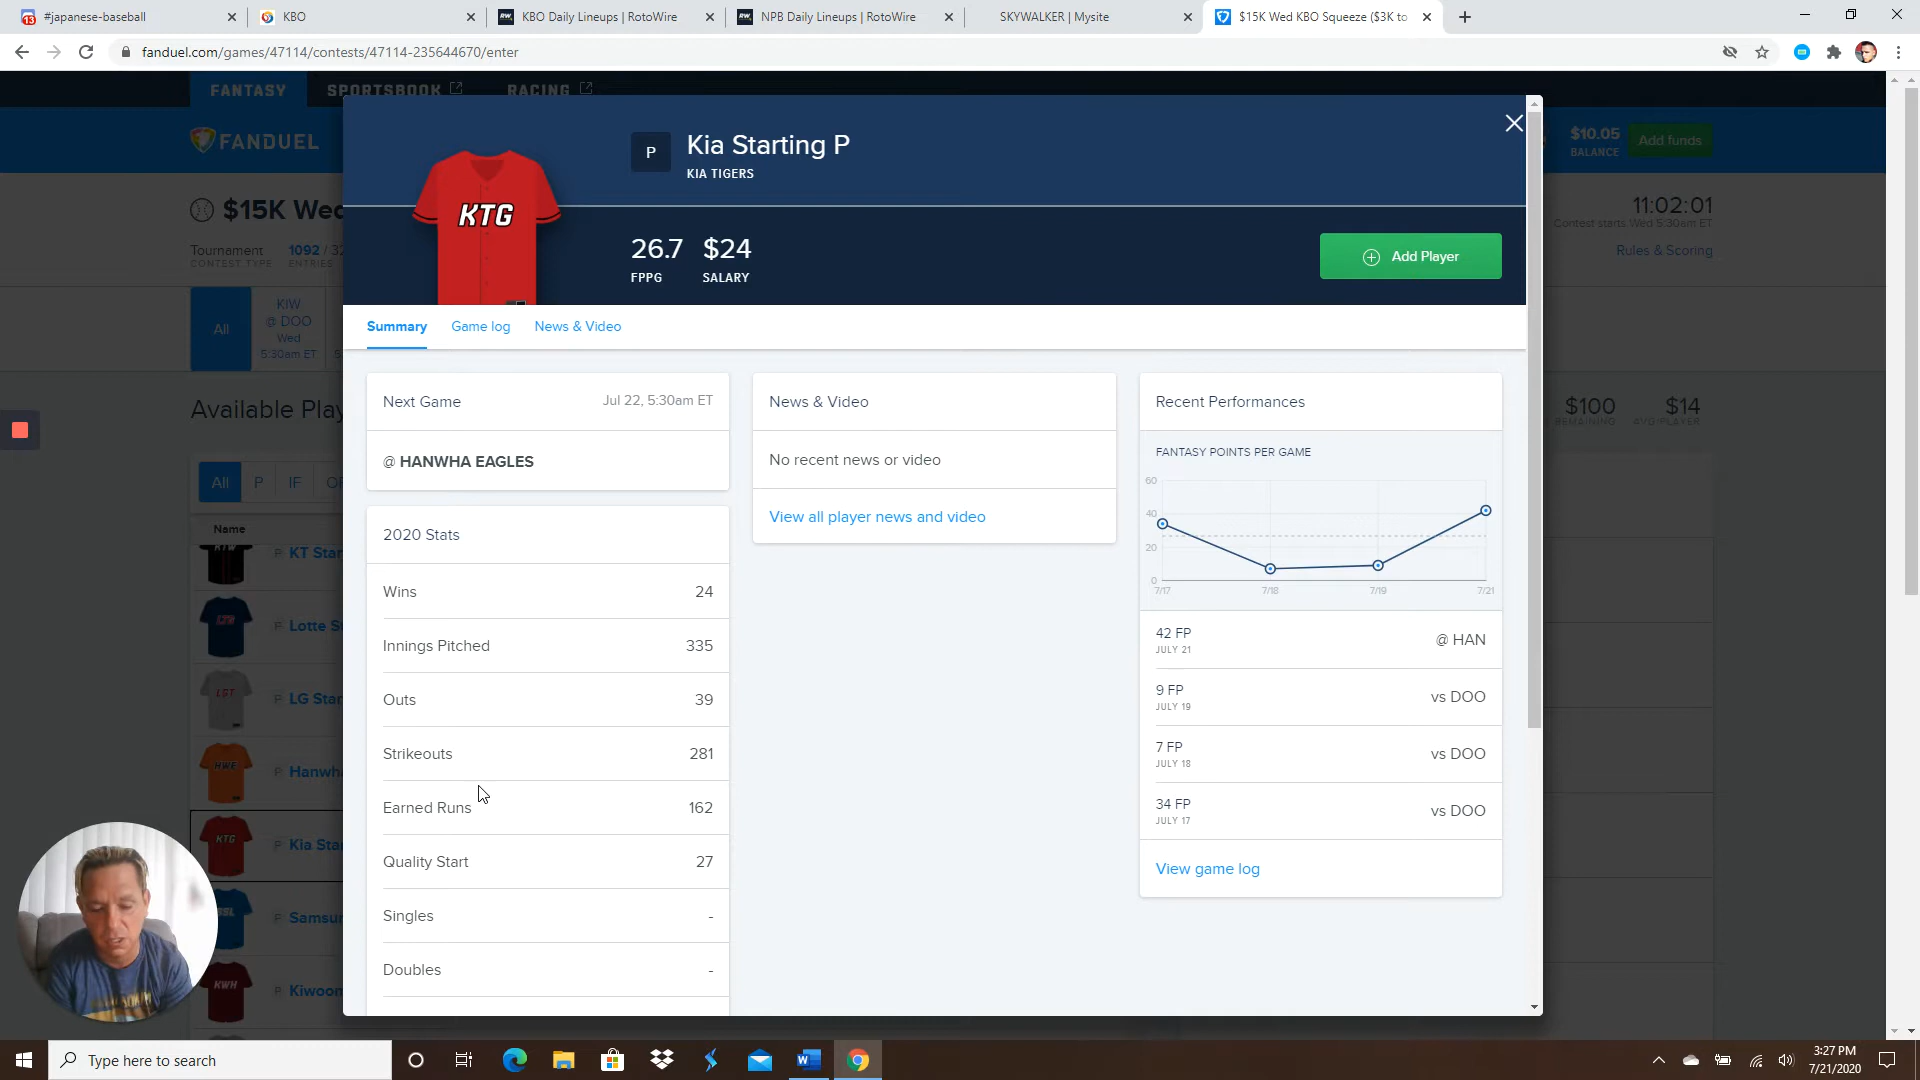 #japanese-baseball
KBO
KBO Daily Lineups | RotoWire
NPB Daily Lineups | RotoWire
SKYWALKER | Mysite
$15K Wed KBO Squeeze ($3K to
fanduel.com/games/47114/contests/47114-235644670/enter
FANTASY
SPORTSBOOK
RACING
FANDUEL
$10.05
BALANCE
Add funds
$15K Wed
11:02:01
Contest starts Wed 5:30am ET
Tournament
CONTEST TYPE
1092 / 32
ENTRIES
Rules & Scoring
All
KIW
@ DOO
Wed
5:30am ET
Available Play
$100
REMAINING
$14
AVG/PLAYER
All
P
IF
Name
P KT Star
P Lotte S
P LG Star
P Hanwha
P Kia Star
P Samsu
P Kiwoom
P
Kia Starting P
KIA TIGERS
KTG
26.7
FPPG
$24
SALARY
Add Player
Summary
Game log
News & Video
Next Game
Jul 22, 5:30am ET
@ HANWHA EAGLES
2020 Stats
Wins 24
Innings Pitched 335
Outs 39
Strikeouts 281
Earned Runs 162
Quality Start 27
Singles -
Doubles -
News & Video
No recent news or video
View all player news and video
Recent Performances
FANTASY POINTS PER GAME
60
40
20
0
7/17
7/18
7/19
7/21
42 FP
JULY 21
@ HAN
9 FP
JULY 19
vs DOO
7 FP
JULY 18
vs DOO
34 FP
JULY 17
vs DOO
View game log
Type here to search
3:27 PM
7/21/2020